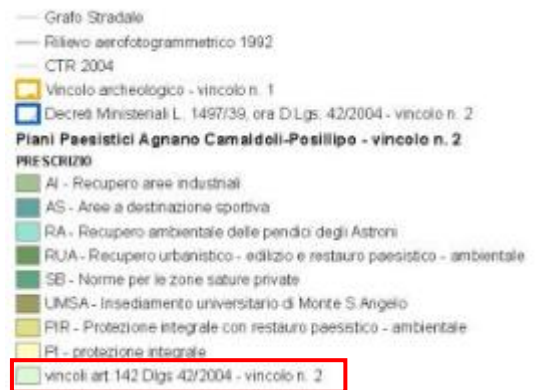 Grafo Stradale
Rilievo aerofotogrammetrico 1992
CTR 2004
Vincolo archeologico - vincolo n. 1
Decreti Ministeriali L. 1497/39, ora D.Lgs. 42/2004 - vincolo n. 2
Piani Paesistici Agnano Camaldoli-Posillipo - vincolo n. 2
PRESCRIZIO
AI - Recupero aree industriali
AS - Aree a destinazione sportiva
RA - Recupero ambientale delle pendici degli Astroni
RUA - Recupero urbanistico - edilizio e restauro paesistico - ambientale
SB - Norme per le zone sature private
UMSA - Insediamento universitario di Monte S.Angelo
PIR - Protezione integrale con restauro paesistico - ambientale
PI - protezione integrale
vincoli art 142 Dlgs 42/2004 - vincolo n. 2